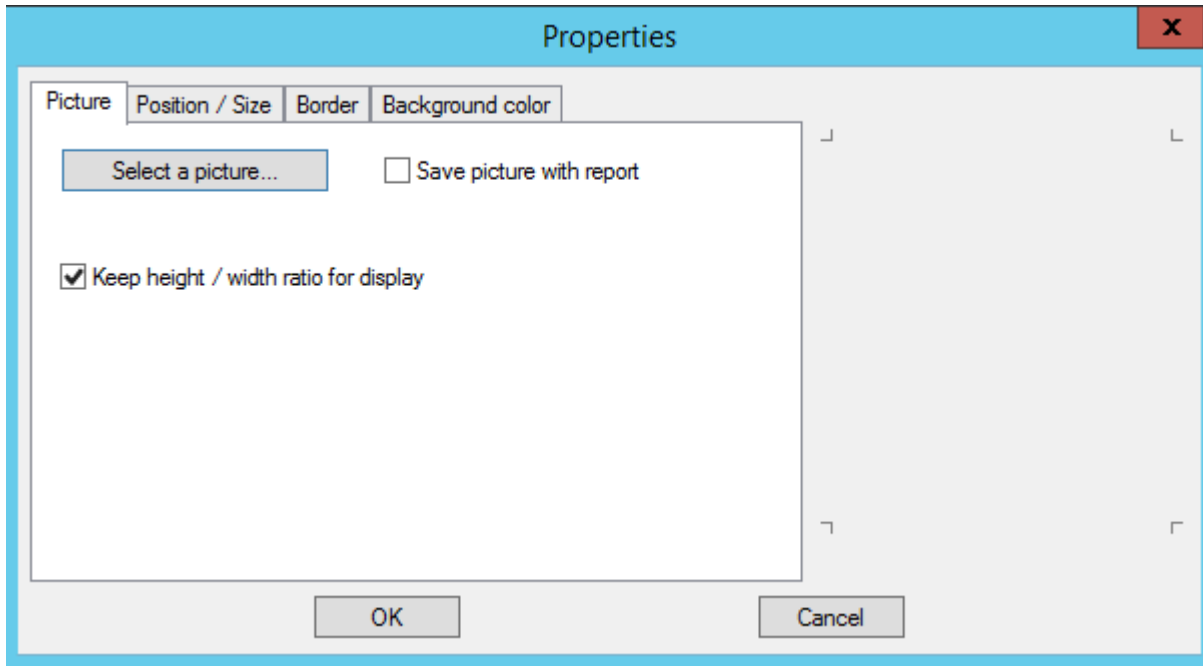 Properties
x
Picture
Position / Size
Border
Background color
Select a picture...
Save picture with report
Keep height / width ratio for display
OK
Cancel